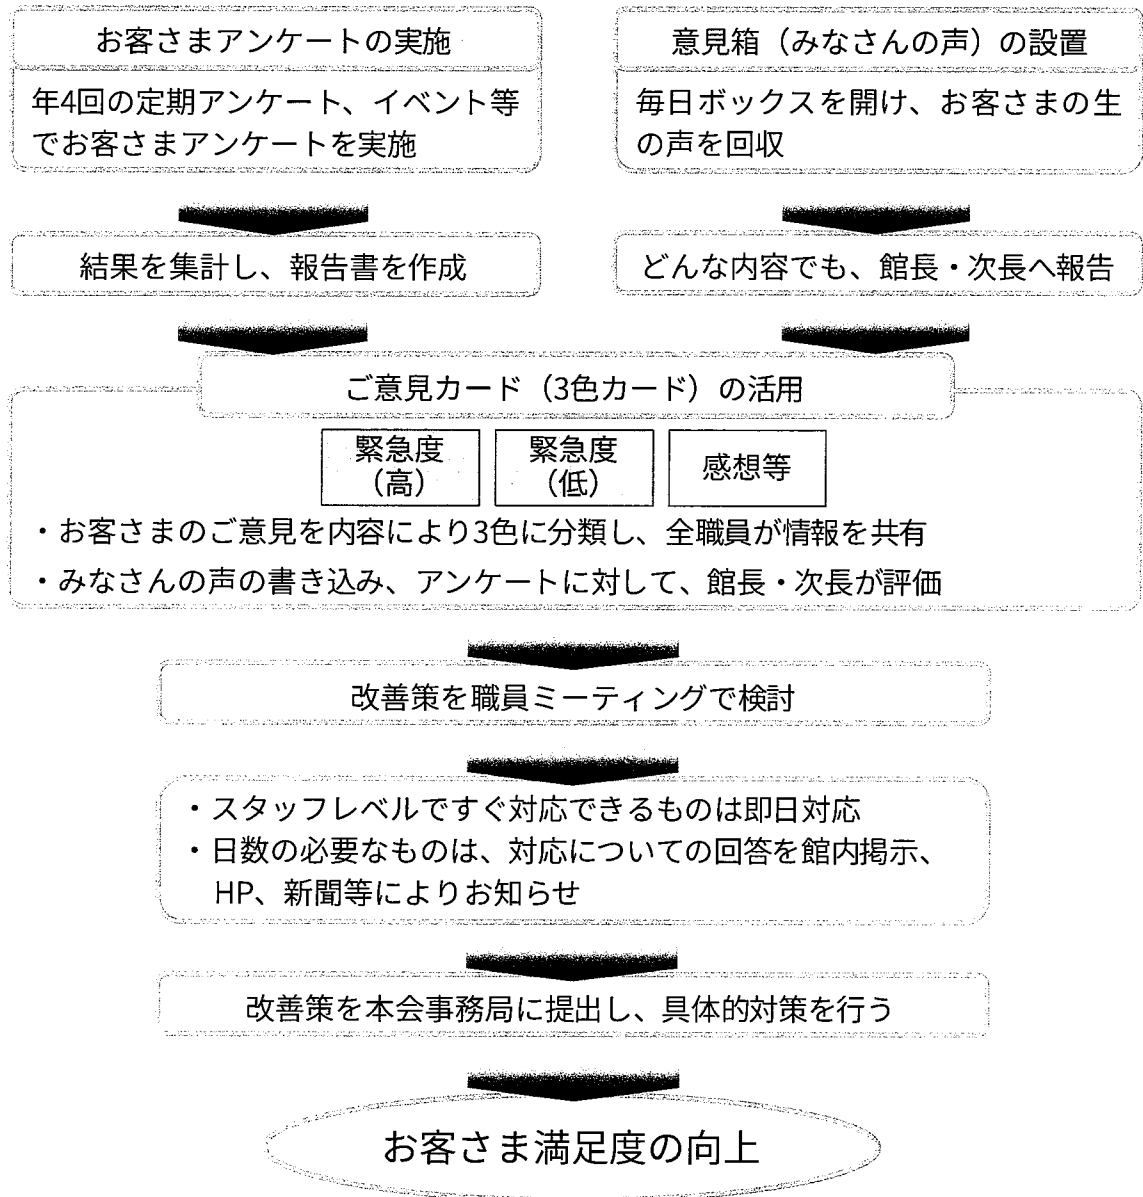 お客さまアンケートの実施
年4回の定期アンケート、イベント等
でお客さまアンケートを実施
意見箱（みなさんの声）の設置
毎日ボックスを開け、お客さまの生
の声を回収
結果を集計し、報告書を作成
どんな内容でも、館長・次長へ報告
ご意見カード（3色カード）の活用
緊急度
（高）
緊急度
（低）
感想等
・お客さまのご意見を内容により3色に分類し、全職員が情報を共有
・みなさんの声の書き込み、アンケートに対して、館長・次長が評価
改善策を職員ミーティングで検討
・スタッフレベルですぐ対応できるものは即日対応
・日数の必要なものは、対応についての回答を館内掲示、
HP、新聞等によりお知らせ
改善策を本会事務局に提出し、具体的対策を行う
お客さま満足度の向上